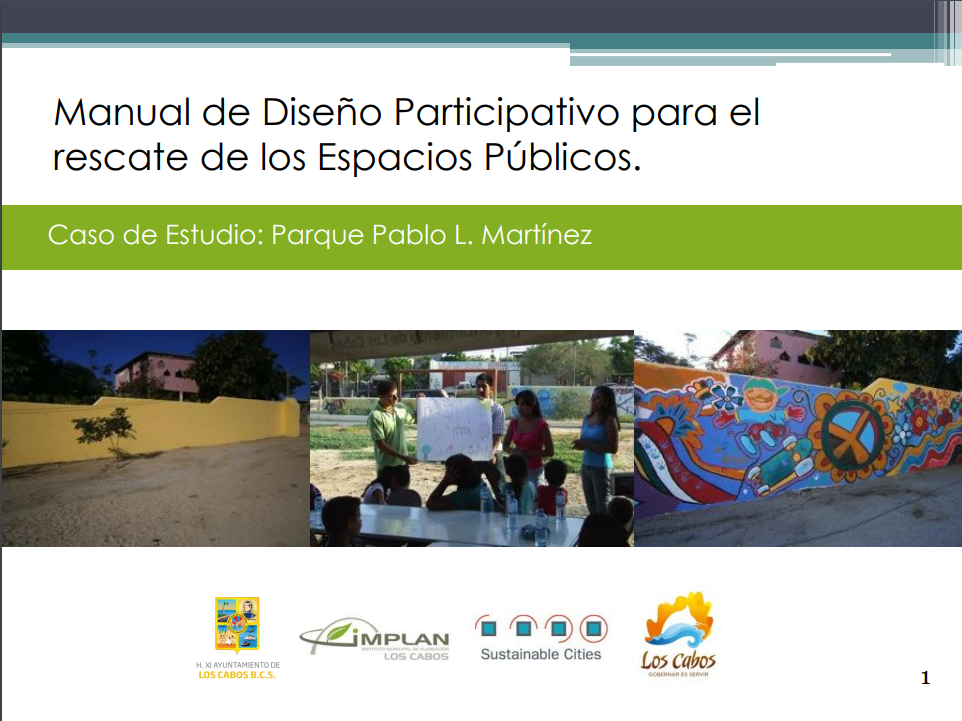 Manual de Diseño Participativo para el
rescate de los Espacios Públicos.
Caso de Estudio: Parque Pablo L. Martínez
H. XI AYUNTAMIENTO DE
LOS CABOS B.C.S.
IMPLAN
INSTITUTO MUNICIPAL DE PLANEACIÓN
LOS CABOS
Sustainable Cities
Los Cabos
GOBERNAR ES SERVIR
1